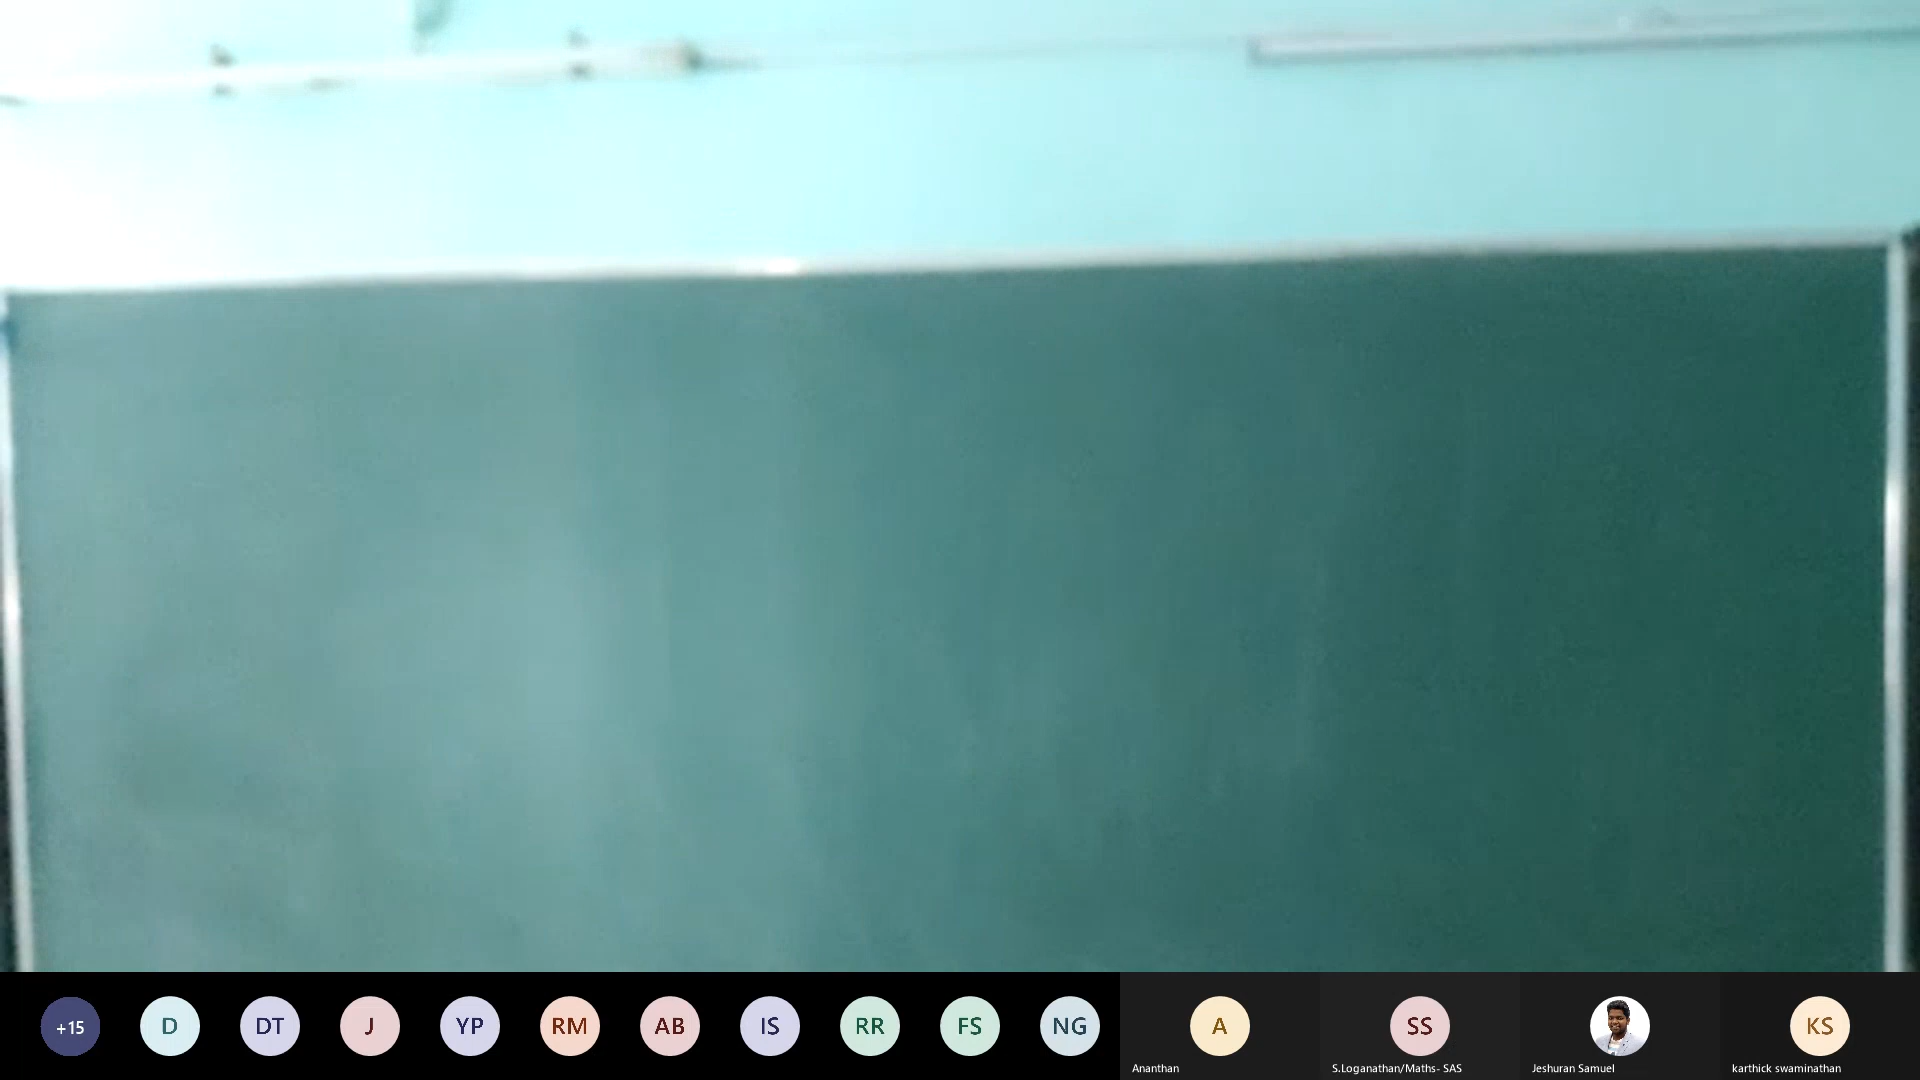 +15
D
DT
J
YP
RM
AB
IS
RR
FS
NG
A
SS
KS
Ananthan
S.Loganathan/Maths- SAS
Jeshuran Samuel
karthick swaminathan